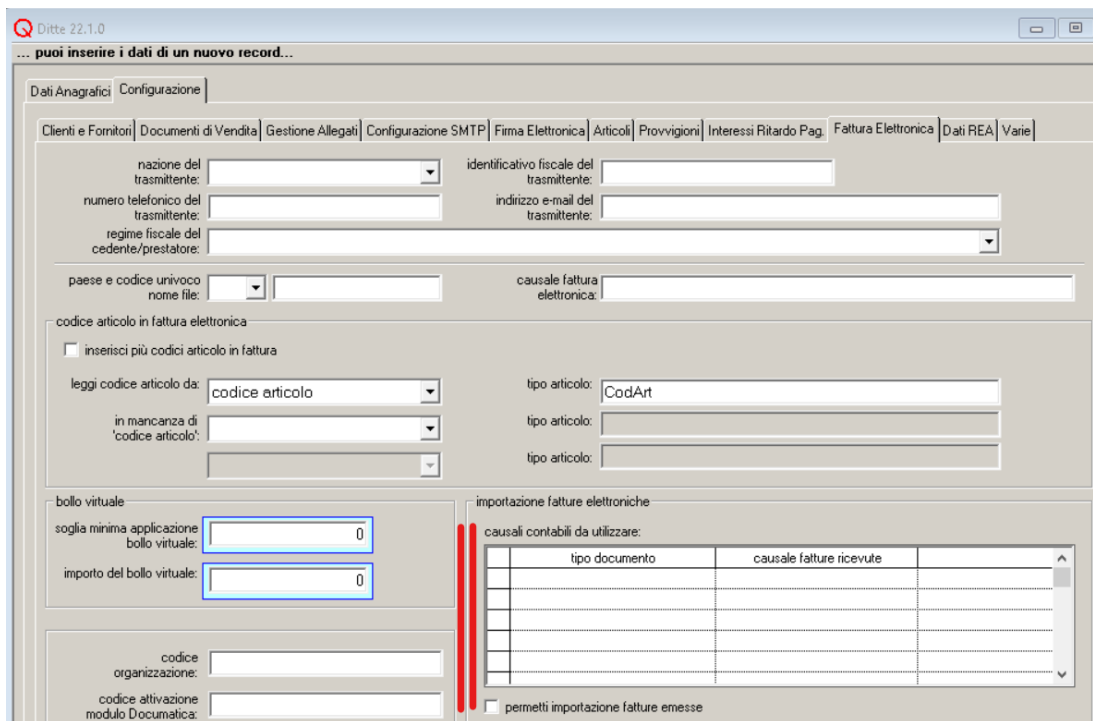 Ditte 22.1.0
... puoi inserire i dati di un nuovo record...
Dati Anagrafici Configurazione
Clienti e Fornitori Documenti di Vendita Gestione Allegati Configurazione SMTP Firma Elettronica Articoli Provvigioni Interessi Ritardo Pag. Fattura Elettronica Dati REA Varie
nazione del
trasmittente:
identificativo fiscale del
trasmittente:
numero telefonico del
trasmittente:
indirizzo e-mail del
trasmittente:
regime fiscale del
cedente/prestatore:
paese e codice univoco
nome file:
causale fattura
elettronica:
codice articolo in fattura elettronica
inserisci più codici articolo in fattura
leggi codice articolo da: codice articolo
tipo articolo: CodArt
in mancanza di
'codice articolo':
tipo articolo:
tipo articolo:
bollo virtuale
soglia minima applicazione
bollo virtuale: 0
importo del bollo virtuale: 0
importazione fatture elettroniche
causali contabili da utilizzare:
tipo documento causale fatture ricevute
codice
organizzazione:
codice attivazione
modulo Documatica:
permetti importazione fatture emesse